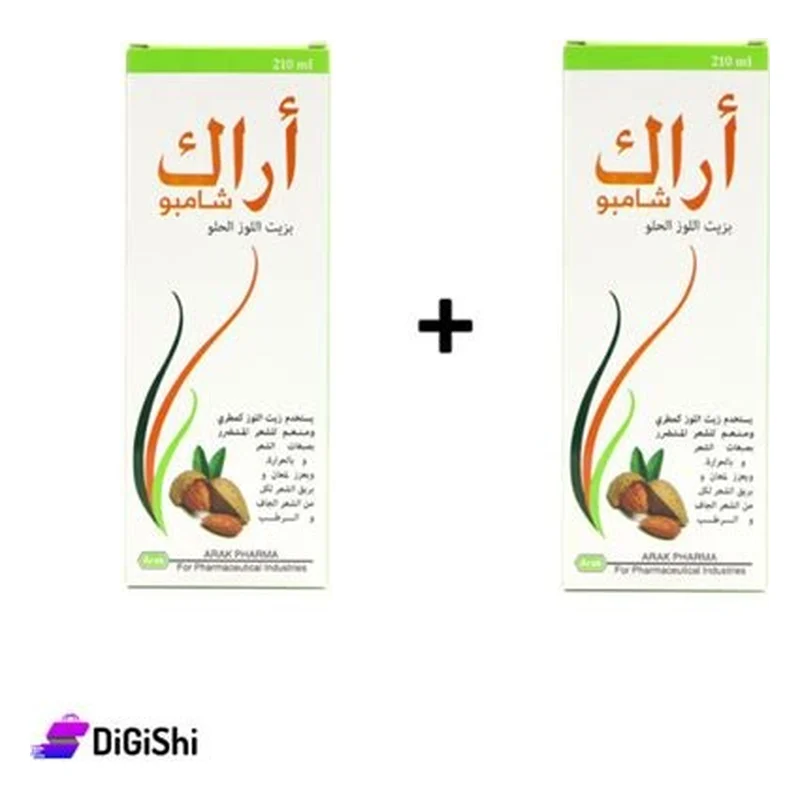 210 ml
أراك
شامبو
بزيت اللوز الحلو
يستخدم زيت اللوز كمطري
ومنعم للشعر المتضرر
بصبغات الشعر
و بالحرارة.
ويعزز لمعان و
بريق الشعر لكل
من الشعر الجاف
و الرطب
Arak
ARAK PHARMA
For Pharmaceutical Industries
+
210 ml
أراك
شامبو
بزيت اللوز الحلو
يستخدم زيت اللوز كمطري
ومنعم للشعر المتضرر
بصبغات الشعر
و بالحرارة.
ويعزز لمعان و
بريق الشعر لكل
من الشعر الجاف
و الرطب
Arak
ARAK PHARMA
For Pharmaceutical Industries
DiGiShi